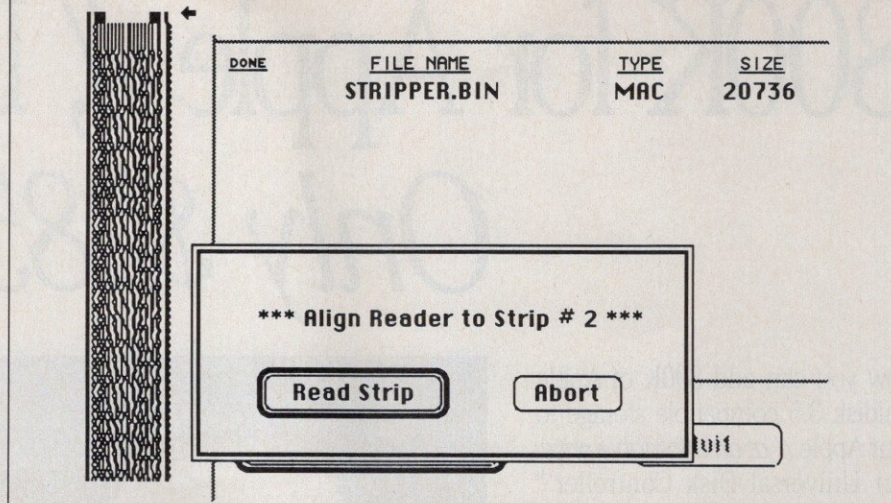 DONE FILE NAME TYPE SIZE
STRIPPER.BIN MAC 20736
*** Align Reader to Strip # 2 ***
Read Strip Abort